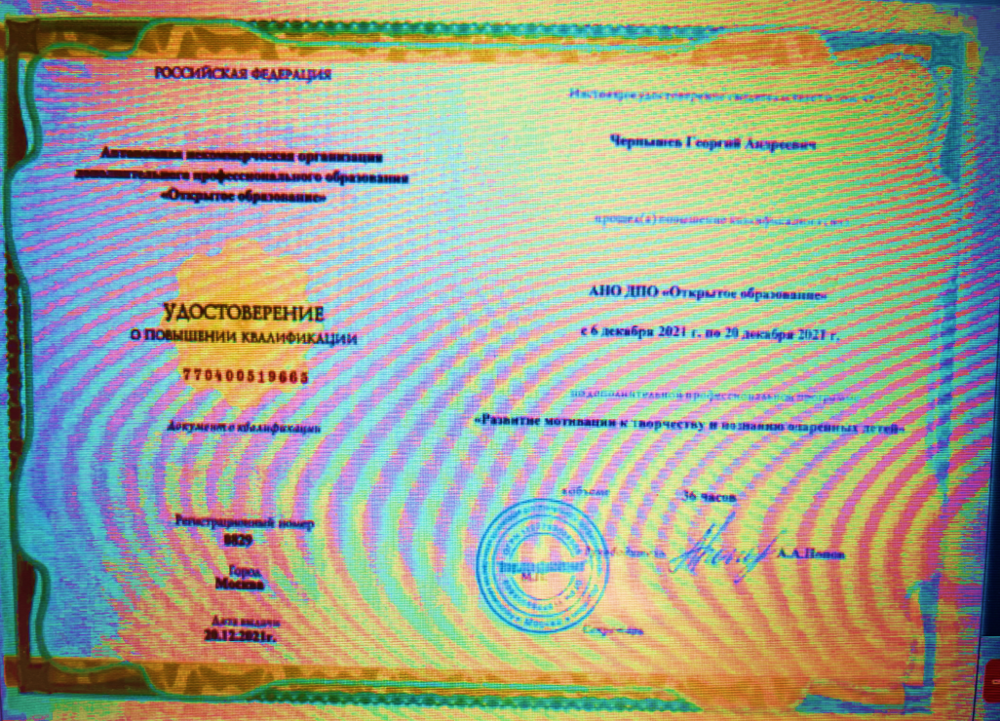 РОССИЙСКАЯ ФЕДЕРАЦИЯ
Автономная некоммерческая организация
дополнительного профессионального образования
«Открытое образование»
УДОСТОВЕРЕНИЕ
О ПОВЫШЕНИИ КВАЛИФИКАЦИИ
770400519665
Документ о квалификации
Регистрационный номер
8829
Город
Москва
Дата выдачи
20.12.2021г.
Настоящее удостоверение свидетельствует о том, что
Чернышев Георгий Андреевич
прошел(а) повышение квалификации в (на)
АНО ДПО «Открытое образование»
с 6 декабря 2021 г. по 20 декабря 2021 г.
по дополнительной профессиональной программе
«Развитие мотивации к творчеству и познанию одаренных детей»
в объеме 36 часов
М.П.
Руководитель А.А.Попов
Секретарь